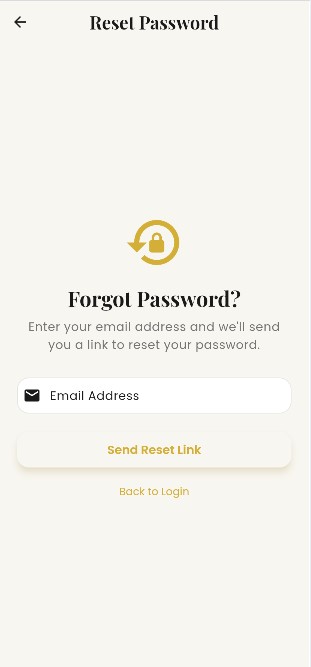 Reset Password
Forgot Password?
Enter your email address and we'll send
you a link to reset your password.
Email Address
Send Reset Link
Back to Login